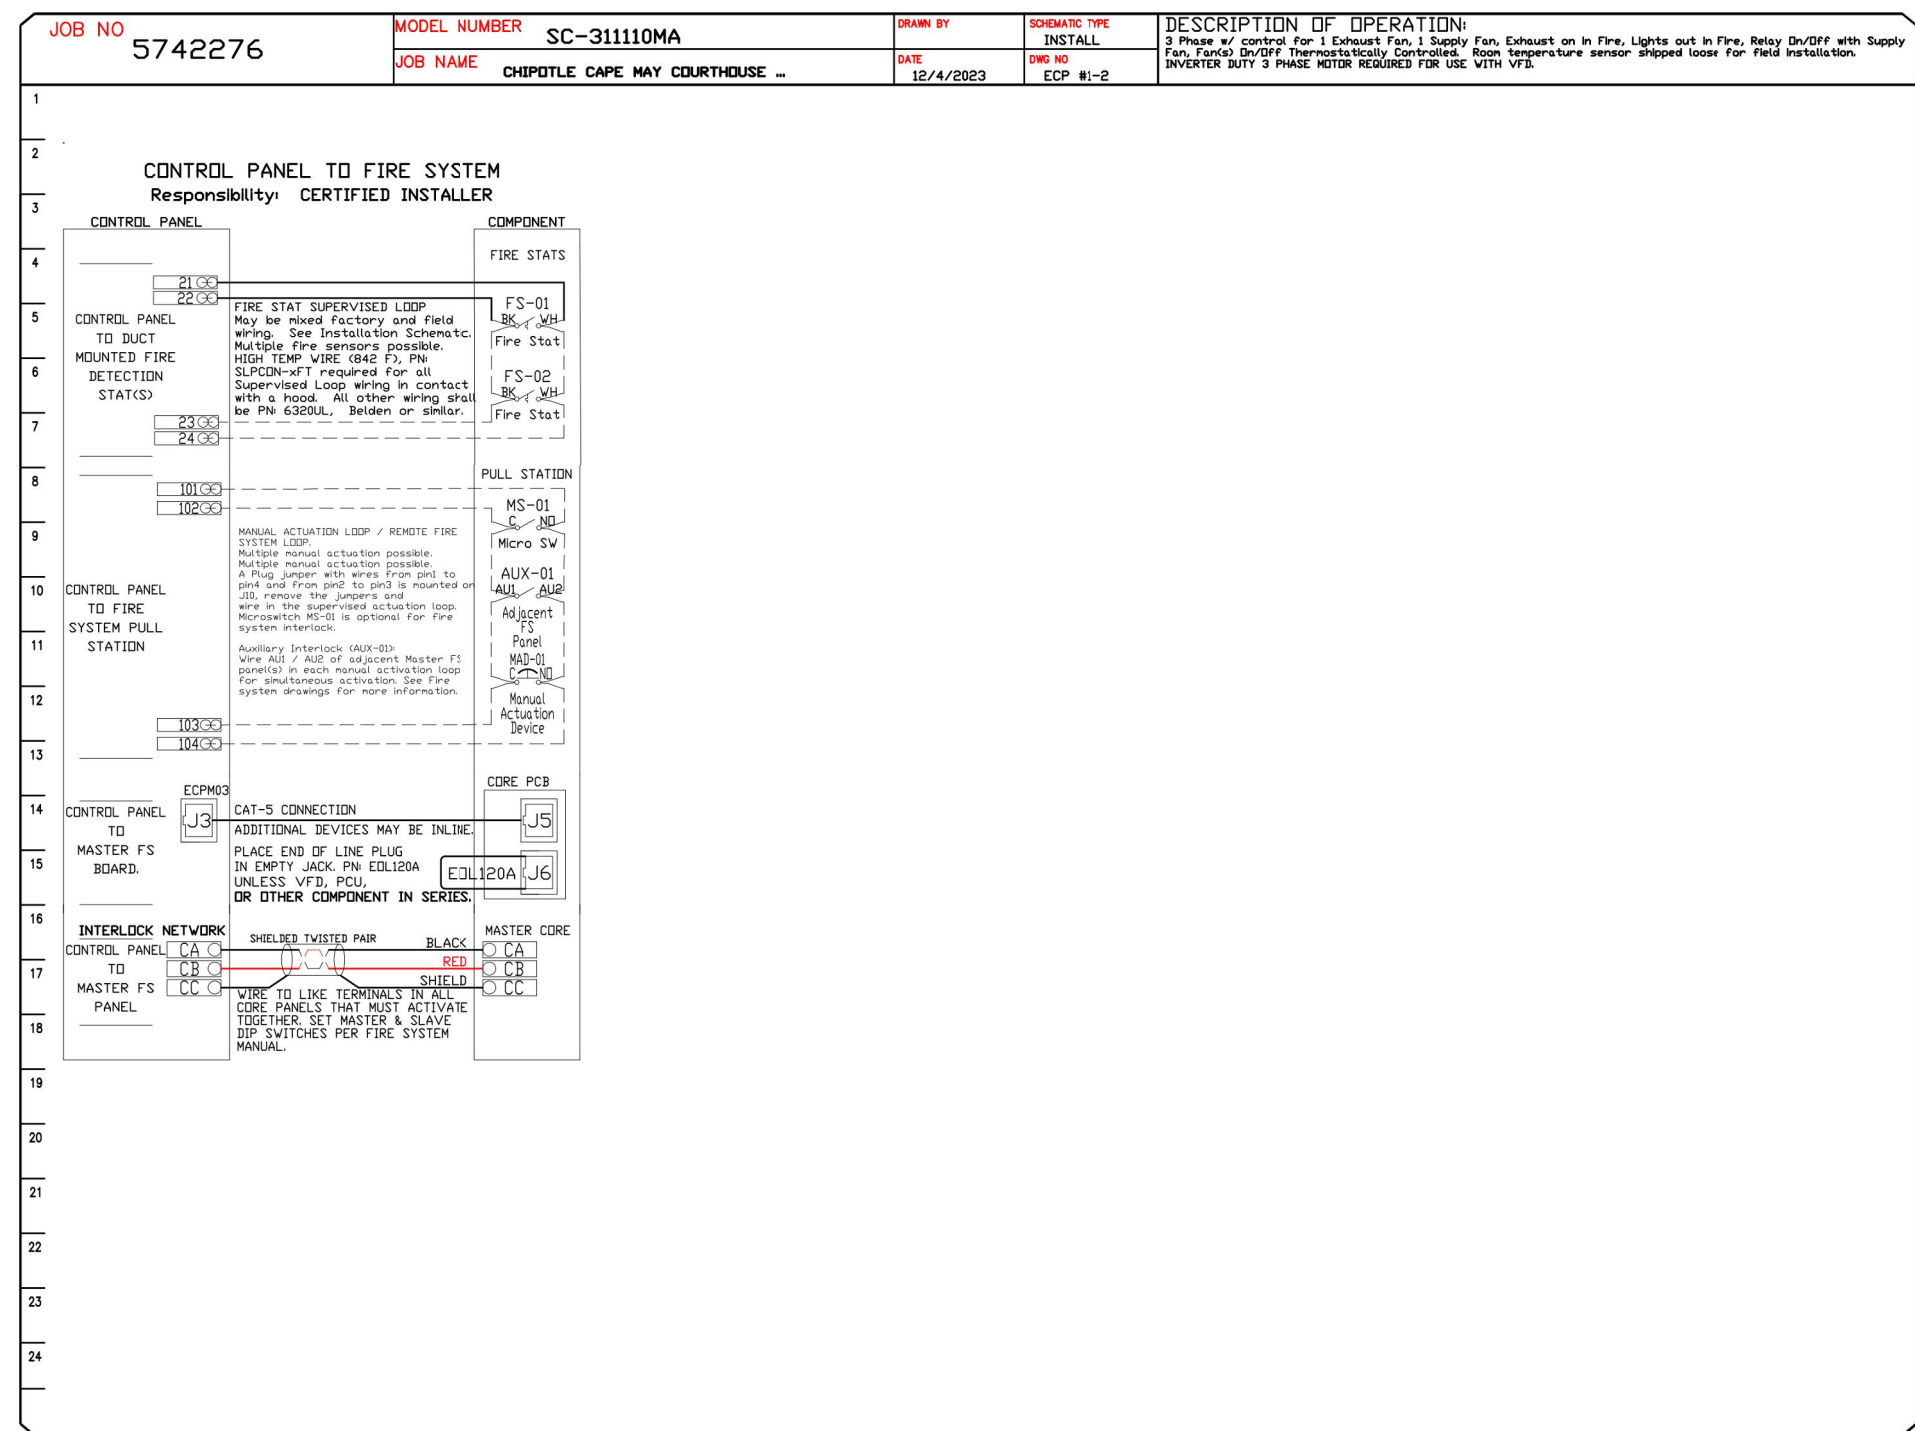 JOB NO
5742276
MODEL NUMBER
SC-311110MA
JOB NAME
CHIPOTLE CAPE MAY COURTHOUSE ...
DRAWN BY
DATE
12/4/2023
SCHEMATIC TYPE
INSTALL
DWG NO
ECP #1-2
DESCRIPTION OF OPERATION:
3 Phase w/ control for 1 Exhaust Fan, 1 Supply Fan, Exhaust on in Fire, Lights out in Fire, Relay On/Off with Supply
Fan, Fan(s) On/Off Thermostatically Controlled. Room temperature sensor shipped loose for field installation.
INVERTER DUTY 3 PHASE MOTOR REQUIRED FOR USE WITH VFD.
1
2
3
4
5
6
7
8
9
10
11
12
13
14
15
16
17
18
19
20
21
22
23
24
CONTROL PANEL TO FIRE SYSTEM
Responsibility: CERTIFIED INSTALLER
CONTROL PANEL
COMPONENT
FIRE STATS
21
22
CONTROL PANEL
TO DUCT
MOUNTED FIRE
DETECTION
STAT(S)
23
24
FIRE STAT SUPERVISED LOOP
May be mixed factory and field
wiring. See Installation Schematic.
Multiple fire sensors possible.
HIGH TEMP WIRE (842 F), PN:
SLPCON-xFT required for all
Supervised Loop wiring in contact
with a hood. All other wiring shall
be PN: 6320UL, Belden or similar.
FS-01
BK WH
Fire Stat
FS-02
BK WH
Fire Stat
PULL STATION
101
102
CONTROL PANEL
TO FIRE
SYSTEM PULL
STATION
103
104
MANUAL ACTUATION LOOP / REMOTE FIRE
SYSTEM LOOP.
Multiple manual actuation possible.
Multiple manual actuation possible.
A Plug jumper with wires from pin1 to
pin4 and from pin2 to pin3 is mounted on
J10, remove the jumpers and
wire in the supervised actuation loop.
Microswitch MS-01 is optional for fire
system interlock.
Auxiliary Interlock (AUX-01):
Wire AU1 / AU2 of adjacent Master FS
panel(s) in each manual activation loop
for simultaneous activation. See Fire
system drawings for more information.
MS-01
C NO
Micro SW
AUX-01
AU1 AU2
Adjacent
FS
Panel
MAD-01
C NO
Manual
Actuation
Device
ECPM03
J3
CONTROL PANEL
TO
MASTER FS
BOARD.
CAT-5 CONNECTION
ADDITIONAL DEVICES MAY BE INLINE.
PLACE END OF LINE PLUG
IN EMPTY JACK. PN: EOL120A
UNLESS VFD, PCU,
OR OTHER COMPONENT IN SERIES.
CORE PCB
J5
EOL120A
J6
INTERLOCK NETWORK
CONTROL PANEL
TO
MASTER FS
PANEL
CA
CB
CC
SHIELDED TWISTED PAIR
BLACK
RED
SHIELD
MASTER CORE
CA
CB
CC
WIRE TO LIKE TERMINALS IN ALL
CORE PANELS THAT MUST ACTIVATE
TOGETHER. SET MASTER & SLAVE
DIP SWITCHES PER FIRE SYSTEM
MANUAL.